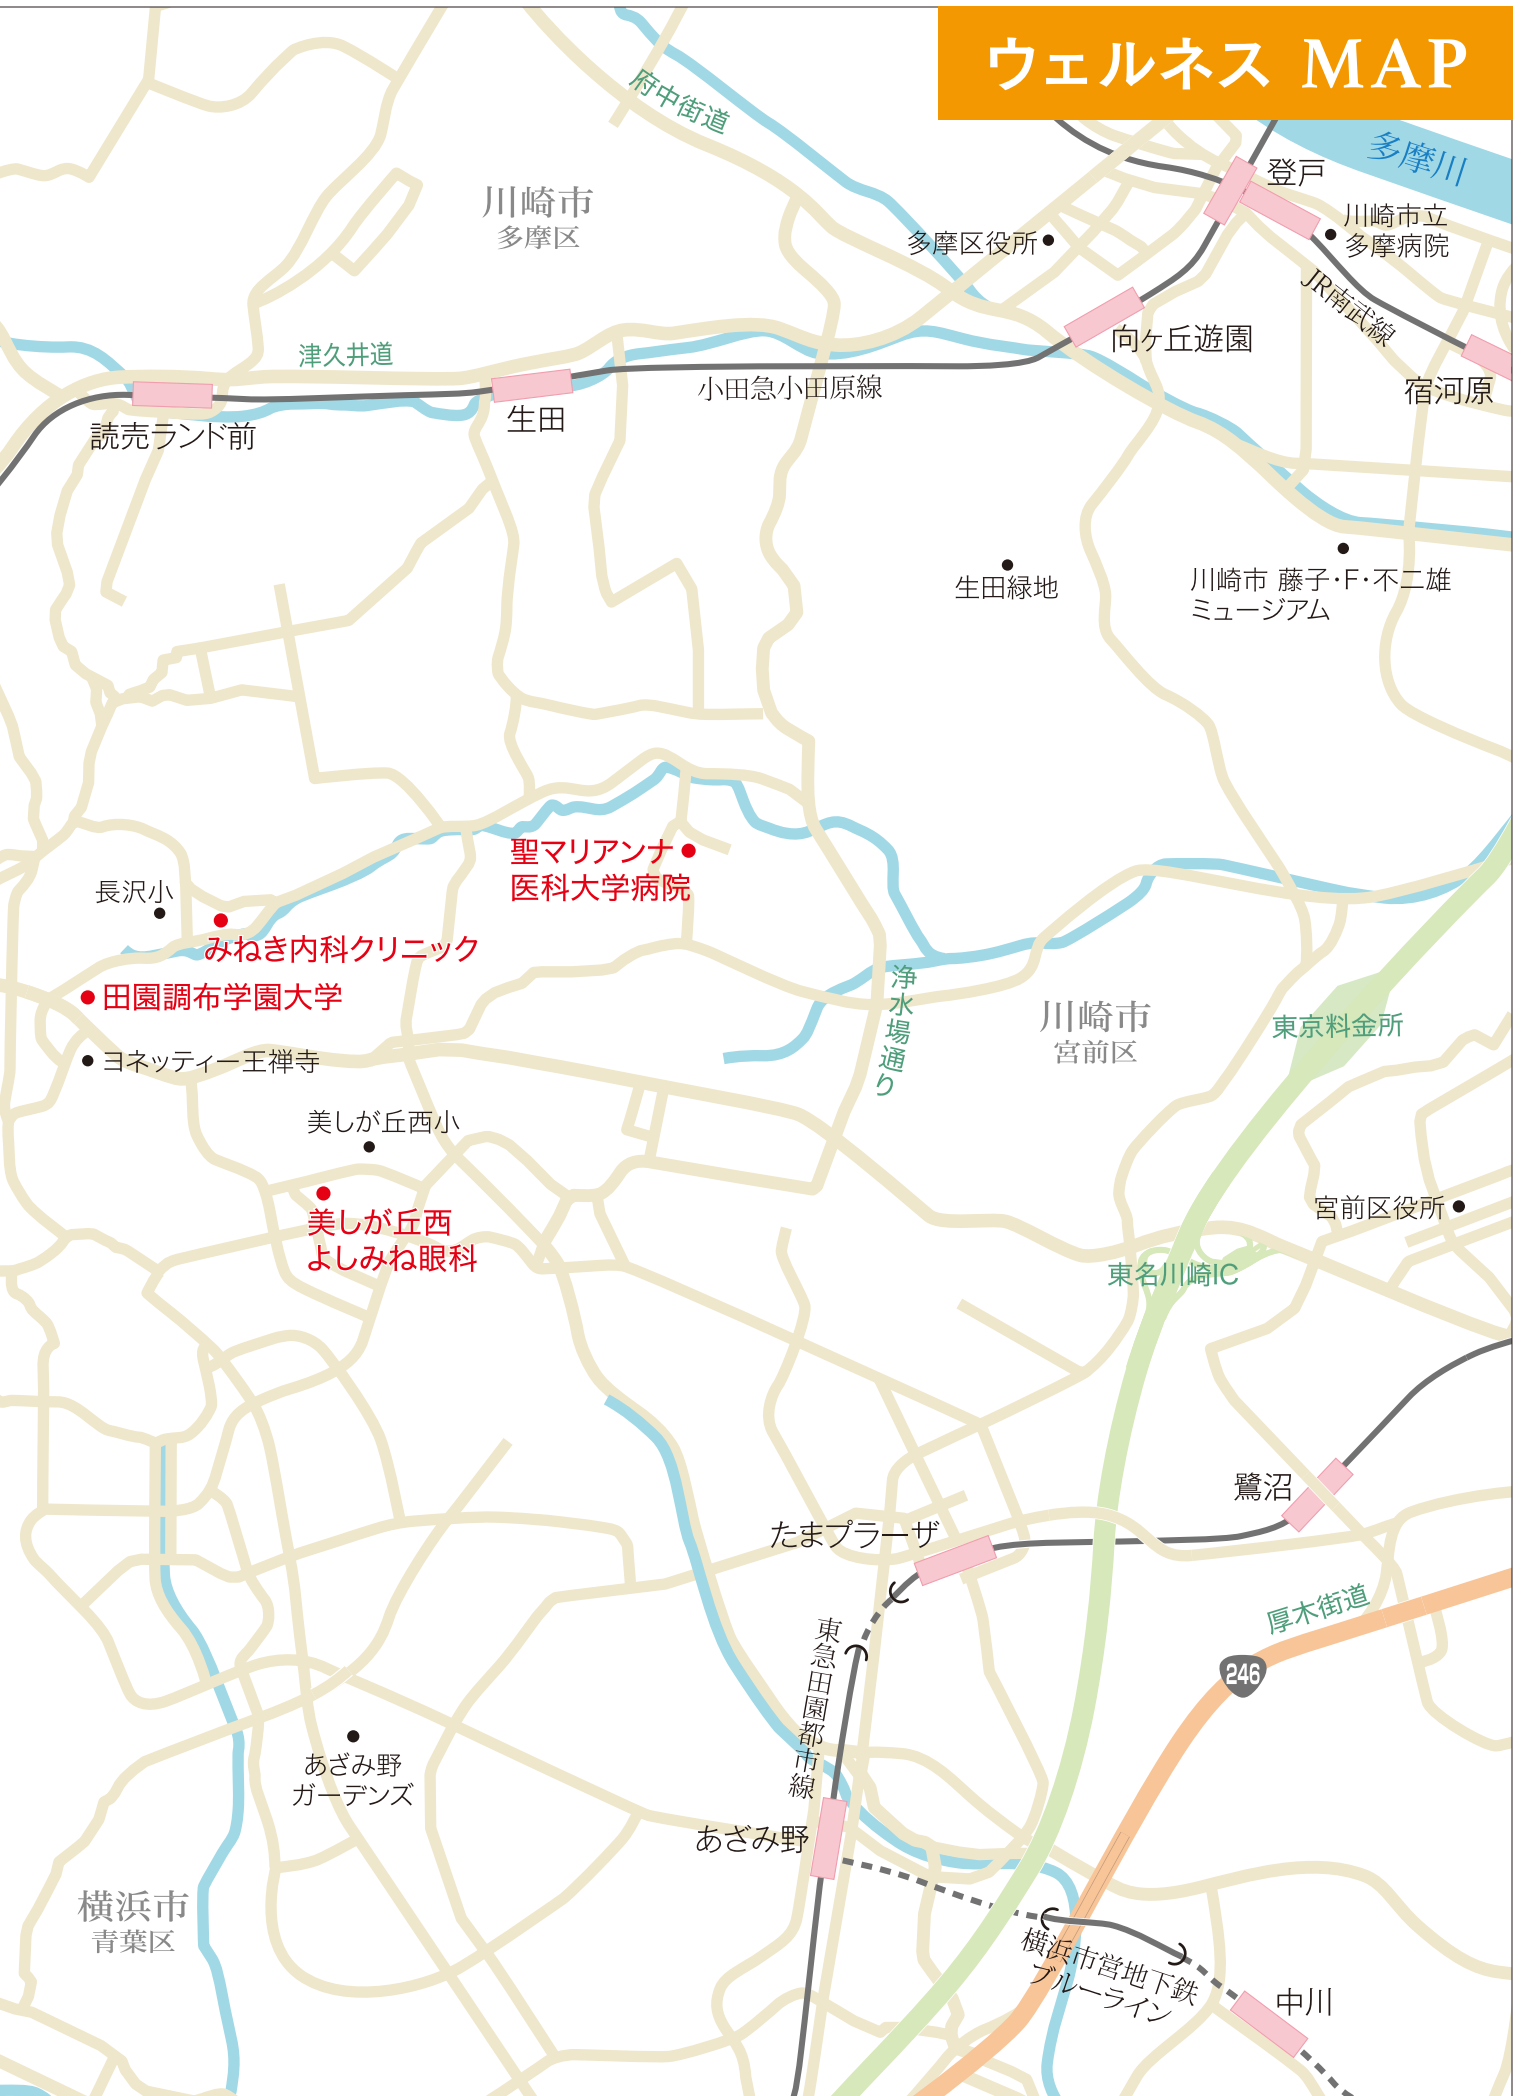 ウェルネス MAP
府中街道
多摩川
登戸
川崎市
多摩区
川崎市立
多摩病院
多摩区役所
JR南武線
向ヶ丘遊園
津久井道
小田急小田原線
宿河原
生田
読売ランド前
生田緑地
川崎市 藤子・F・不二雄
ミュージアム
聖マリアンナ
医科大学病院
長沢小
みねき内科クリニック
田園調布学園大学
浄水場通り
川崎市
宮前区
東京料金所
ヨネッティー王禅寺
美しが丘西小
美しが丘西
よしみね眼科
宮前区役所
東名川崎IC
鷺沼
たまプラーザ
厚木街道
246
東急田園都市線
あざみ野
ガーデンズ
あざみ野
横浜市
青葉区
横浜市営地下鉄
ブルーライン
中川